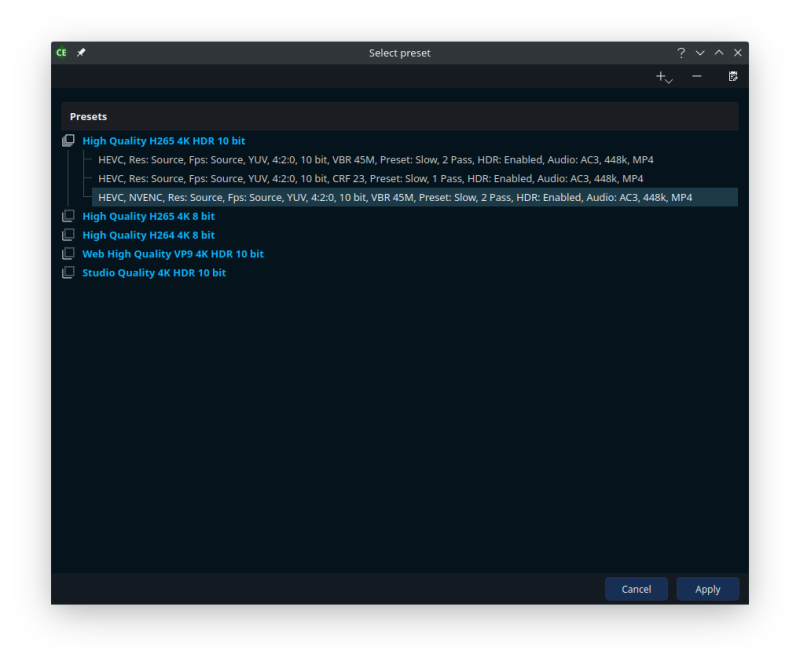 CE
Select preset
Presets
High Quality H265 4K HDR 10 bit
HEVC, Res: Source, Fps: Source, YUV, 4:2:0, 10 bit, VBR 45M, Preset: Slow, 2 Pass, HDR: Enabled, Audio: AC3, 448k, MP4
HEVC, Res: Source, Fps: Source, YUV, 4:2:0, 10 bit, CRF 23, Preset: Slow, 1 Pass, HDR: Enabled, Audio: AC3, 448k, MP4
HEVC, NVENC, Res: Source, Fps: Source, YUV, 4:2:0, 10 bit, VBR 45M, Preset: Slow, 2 Pass, HDR: Enabled, Audio: AC3, 448k, MP4
High Quality H265 4K 8 bit
High Quality H264 4K 8 bit
Web High Quality VP9 4K HDR 10 bit
Studio Quality 4K HDR 10 bit
Cancel
Apply